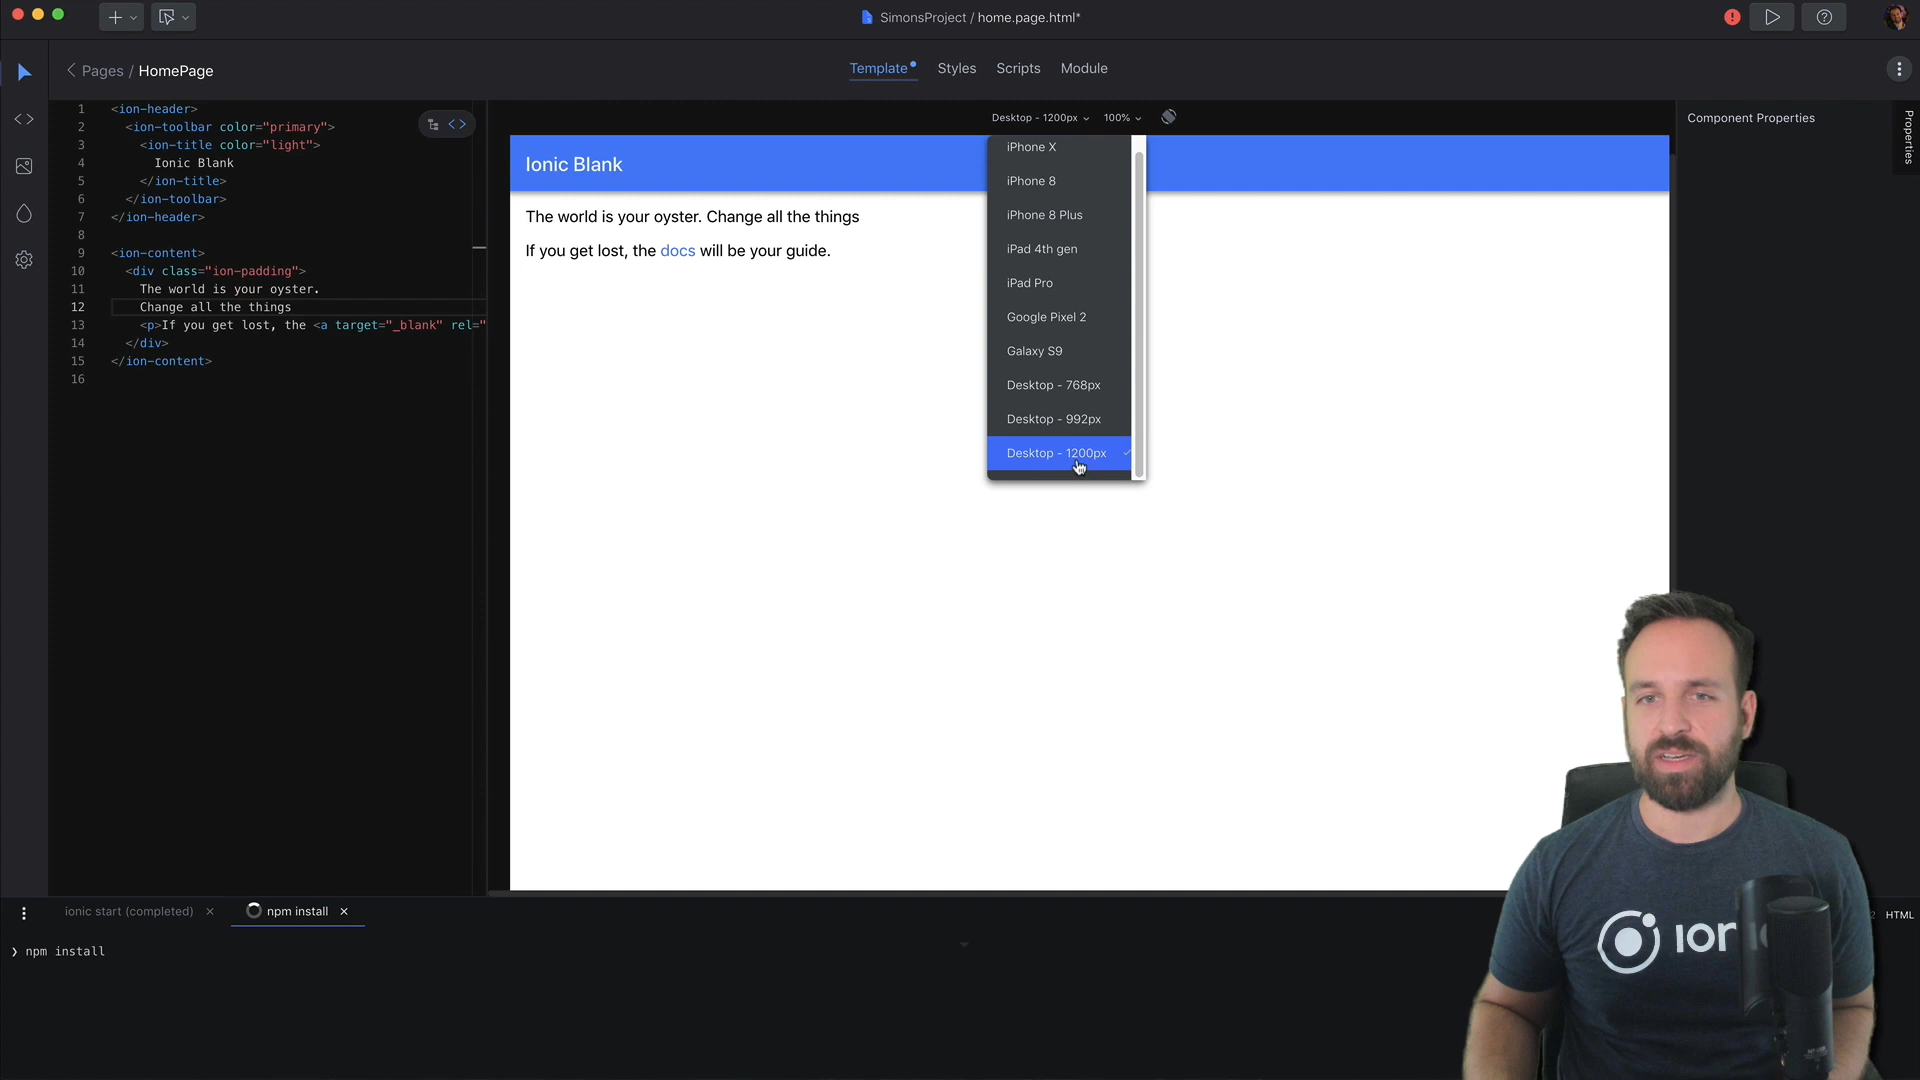 SimonsProject / home.page.html*
Pages / HomePage
Template
Styles
Scripts
Module
1 <ion-header>
2 <ion-toolbar color="primary">
3 <ion-title color="light">
4 Ionic Blank
5 </ion-title>
6 </ion-toolbar>
7 </ion-header>
8
9 <ion-content>
10 <div class="ion-padding">
11 The world is your oyster.
12 Change all the things
13 <p>If you get lost, the <a target="_blank" rel="
14 </div>
15 </ion-content>
16
Desktop - 1200px
100%
Ionic Blank
The world is your oyster. Change all the things
If you get lost, the docs will be your guide.
iPhone X
iPhone 8
iPhone 8 Plus
iPad 4th gen
iPad Pro
Google Pixel 2
Galaxy S9
Desktop - 768px
Desktop - 992px
Desktop - 1200px
Component Properties
Properties
ionic start (completed)
npm install
❯ npm install
HTML